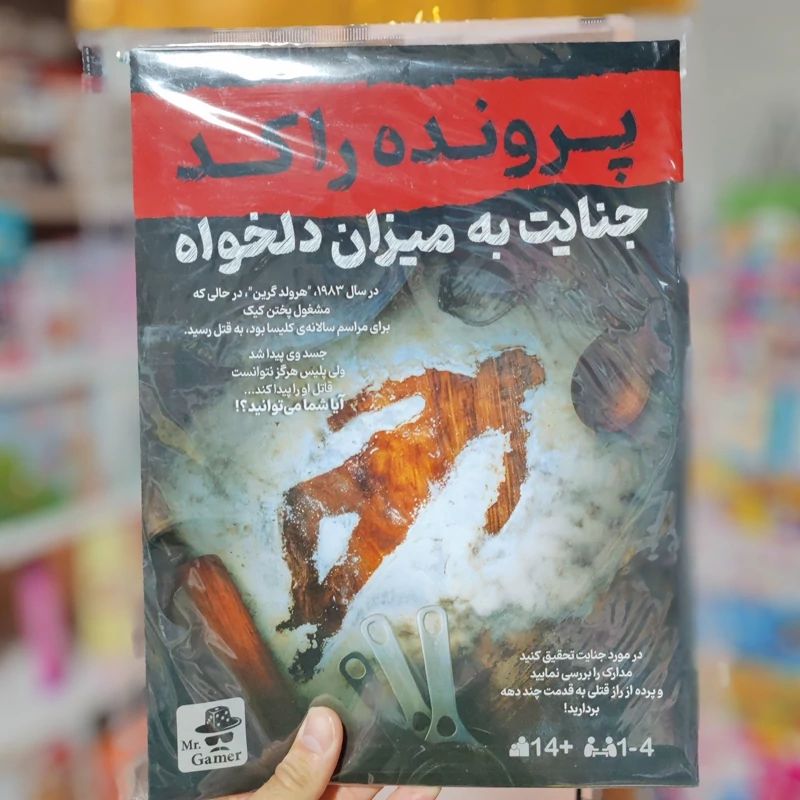 پرونده راکد
جنایت به میزان دلخواه
در سال ۱۹۸۳، "هرولد گرین"، در حالی که
مشغول پختن کیک
برای مراسم سالانه‌ی کلیسا بود، به قتل رسید.
جسد وی پیدا شد
ولی پلیس هرگز نتوانست
قاتل او را پیدا کند...
آیا شما می‌توانید؟!
در مورد جنایت تحقیق کنید
مدارک را بررسی نمایید
و پرده از راز قتلی به قدمت چند دهه
بردارید!
Mr.
Gamer
14+
1-4